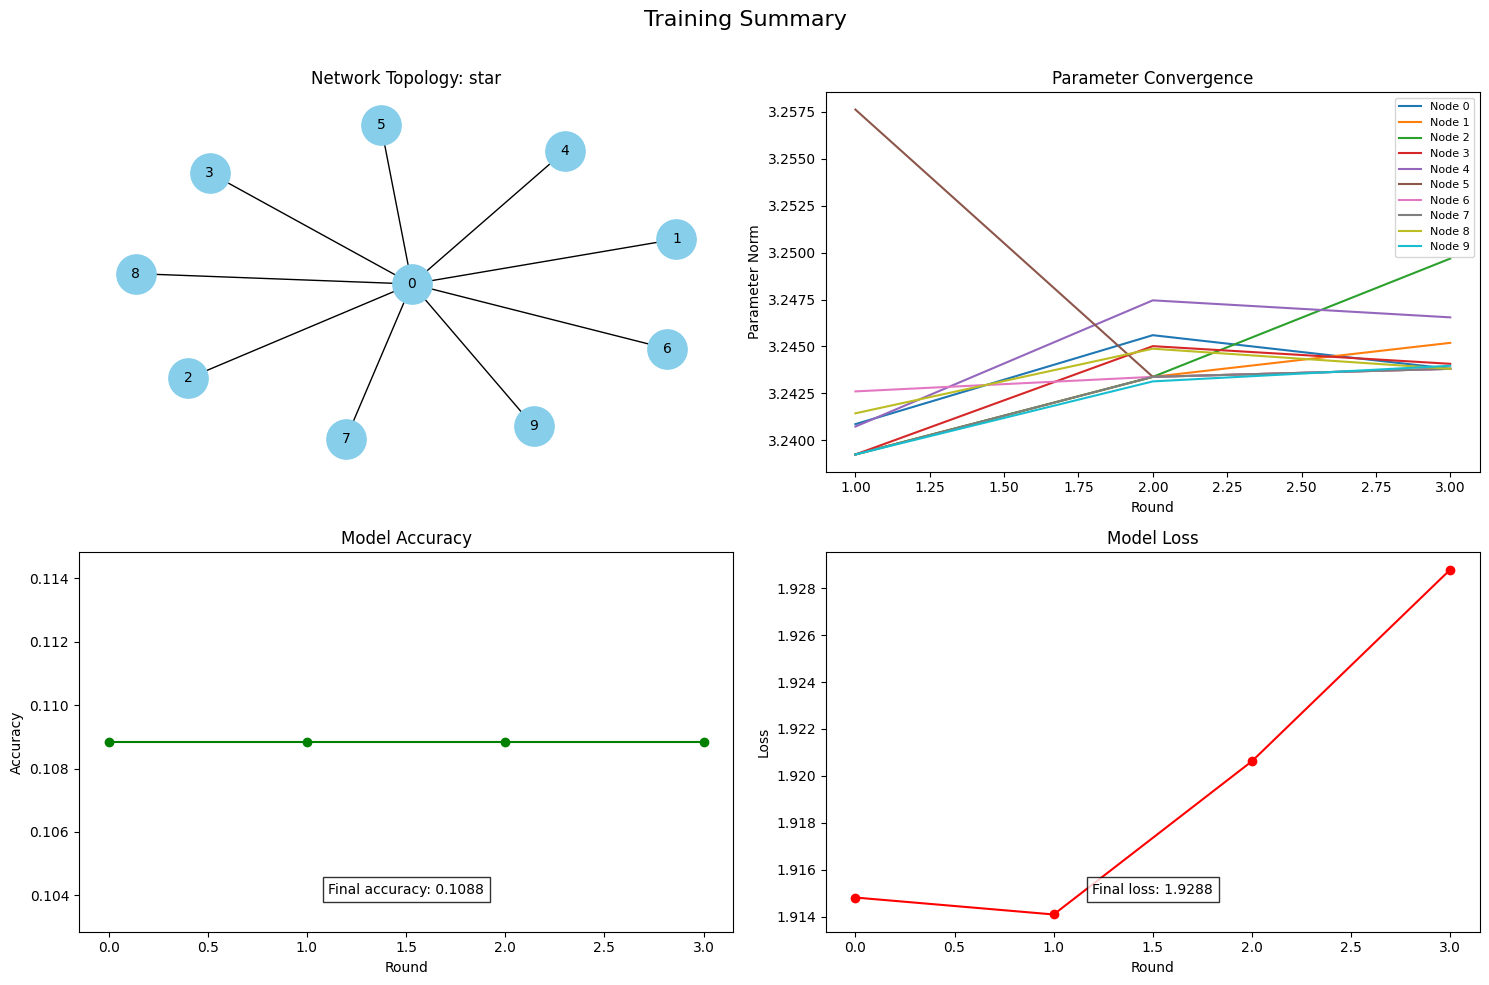 Training Summary
Network Topology: star
5
4
3
1
8
0
6
2
9
7
Parameter Convergence
Parameter Norm
3.2575
3.2550
3.2525
3.2500
3.2475
3.2450
3.2425
3.2400
Node 0
Node 1
Node 2
Node 3
Node 4
Node 5
Node 6
Node 7
Node 8
Node 9
1.00 1.25 1.50 1.75 2.00 2.25 2.50 2.75 3.00
Round
Model Accuracy
Accuracy
0.114
0.112
0.110
0.108
0.106
0.104
Final accuracy: 0.1088
0.0 0.5 1.0 1.5 2.0 2.5 3.0
Round
Model Loss
Loss
1.928
1.926
1.924
1.922
1.920
1.918
1.916
1.914
Final loss: 1.9288
0.0 0.5 1.0 1.5 2.0 2.5 3.0
Round